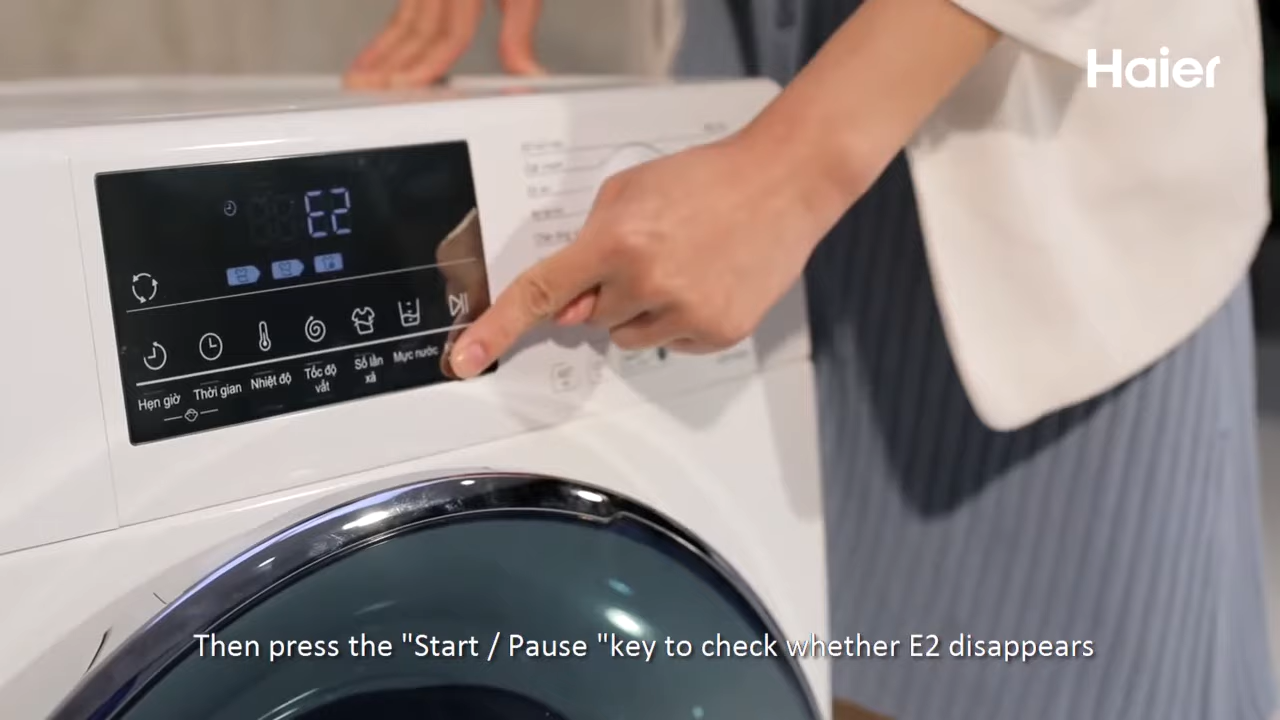 Haier
E2
Hẹn giờ
Thời gian
Nhiệt độ
Tốc độ
vắt
Số lần
xả
Mực nước
Then press the "Start / Pause "key to check whether E2 disappears